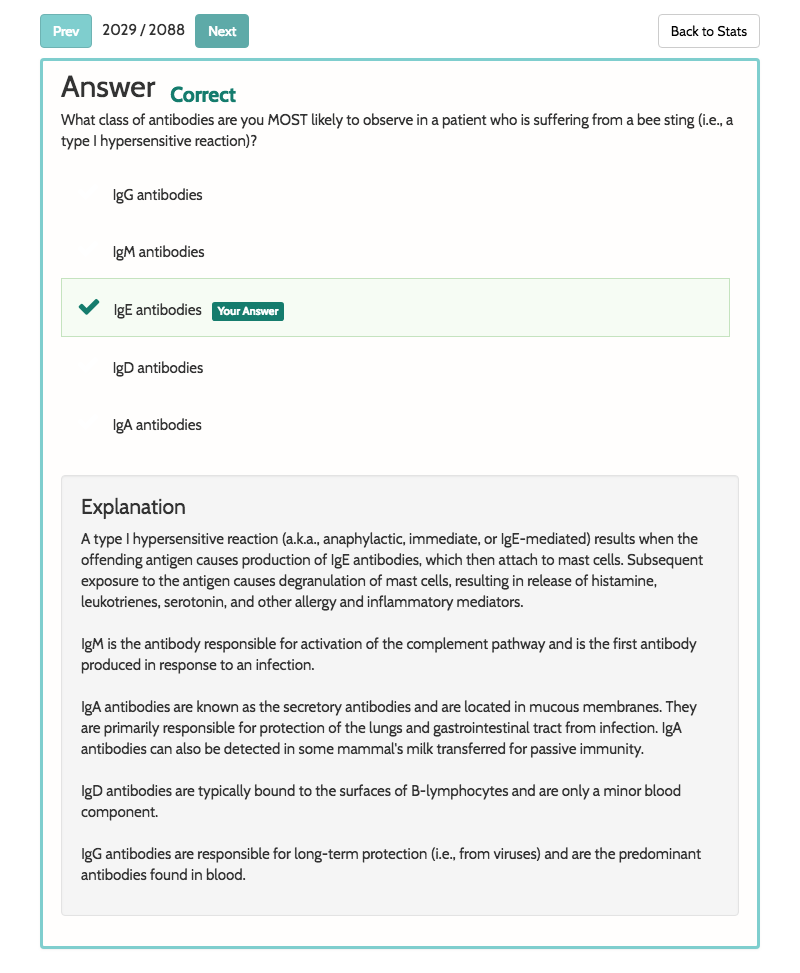 Prev 2029 / 2088 Next Back to Stats
Answer Correct
What class of antibodies are you MOST likely to observe in a patient who is suffering from a bee sting (i.e., a
type I hypersensitive reaction)?
IgG antibodies
IgM antibodies
IgE antibodies Your Answer
IgD antibodies
IgA antibodies
Explanation
A type I hypersensitive reaction (a.k.a., anaphylactic, immediate, or IgE-mediated) results when the
offending antigen causes production of IgE antibodies, which then attach to mast cells. Subsequent
exposure to the antigen causes degranulation of mast cells, resulting in release of histamine,
leukotrienes, serotonin, and other allergy and inflammatory mediators.
IgM is the antibody responsible for activation of the complement pathway and is the first antibody
produced in response to an infection.
IgA antibodies are known as the secretory antibodies and are located in mucous membranes. They
are primarily responsible for protection of the lungs and gastrointestinal tract from infection. IgA
antibodies can also be detected in some mammal's milk transferred for passive immunity.
IgD antibodies are typically bound to the surfaces of B-lymphocytes and are only a minor blood
component.
IgG antibodies are responsible for long-term protection (i.e., from viruses) and are the predominant
antibodies found in blood.